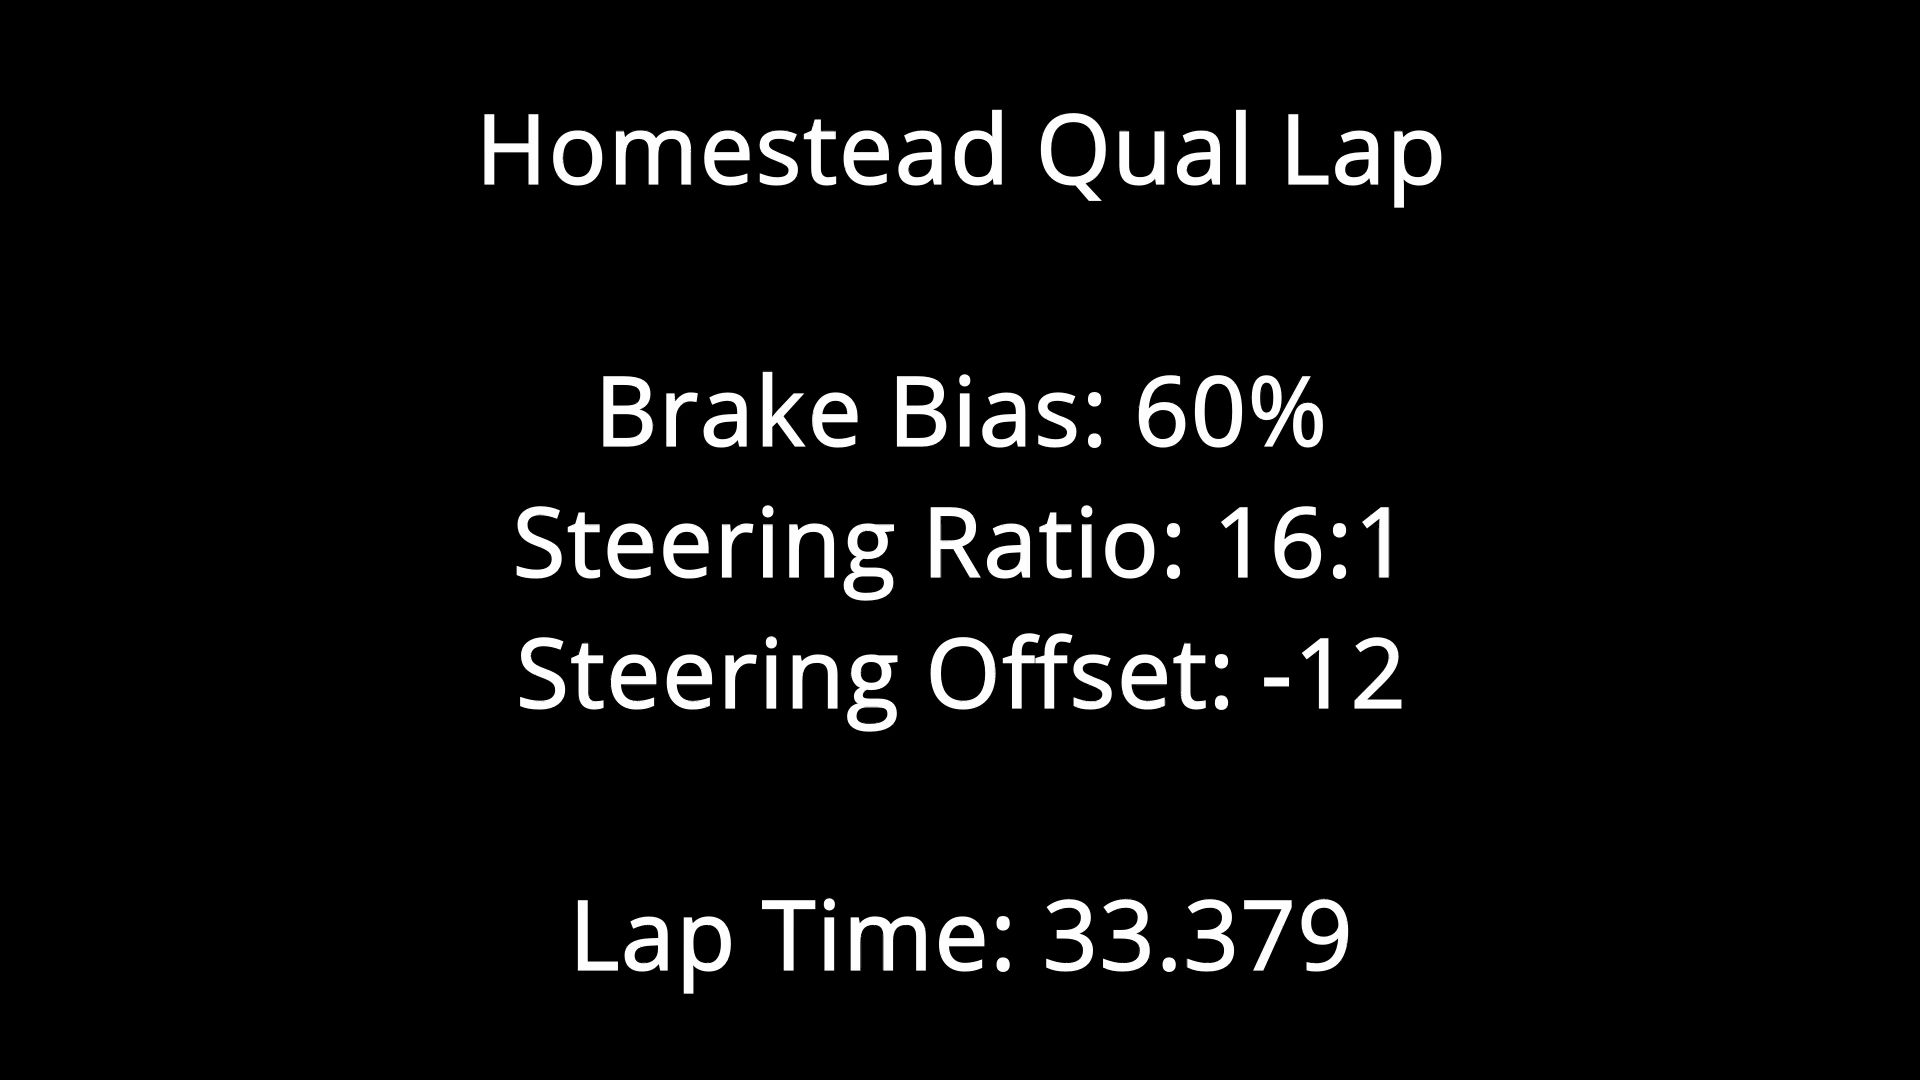 Homestead Qual Lap
Brake Bias: 60%
Steering Ratio: 16:1
Steering Offset: -12
Lap Time: 33.379